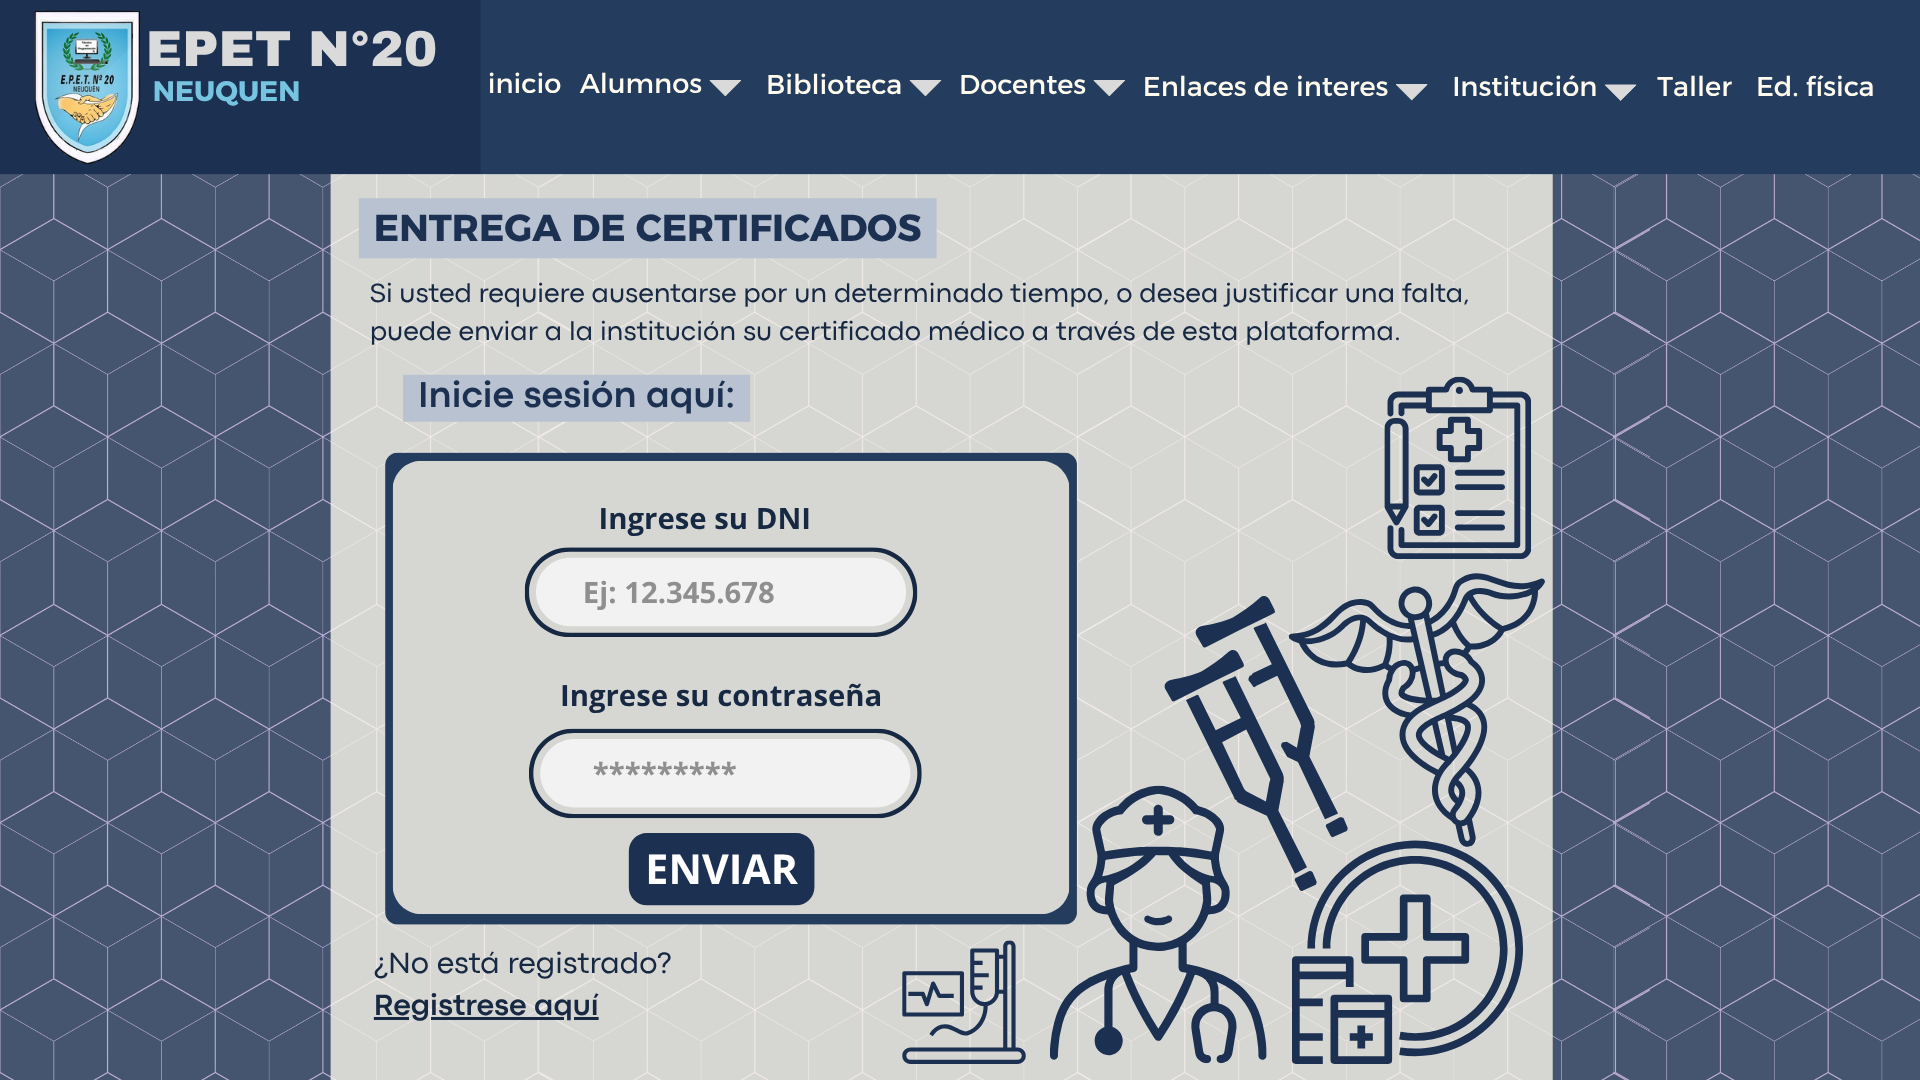 EPET N°20
NEUQUEN
E.P.E.T. Nº 20
NEUQUÉN
inicio Alumnos Biblioteca Docentes Enlaces de interes Institución Taller Ed. física
ENTREGA DE CERTIFICADOS
Si usted requiere ausentarse por un determinado tiempo, o desea justificar una falta,
puede enviar a la institución su certificado médico a través de esta plataforma.
Inicie sesión aquí:
Ingrese su DNI
Ej: 12.345.678
Ingrese su contraseña
*********
ENVIAR
¿No está registrado?
Registrese aquí